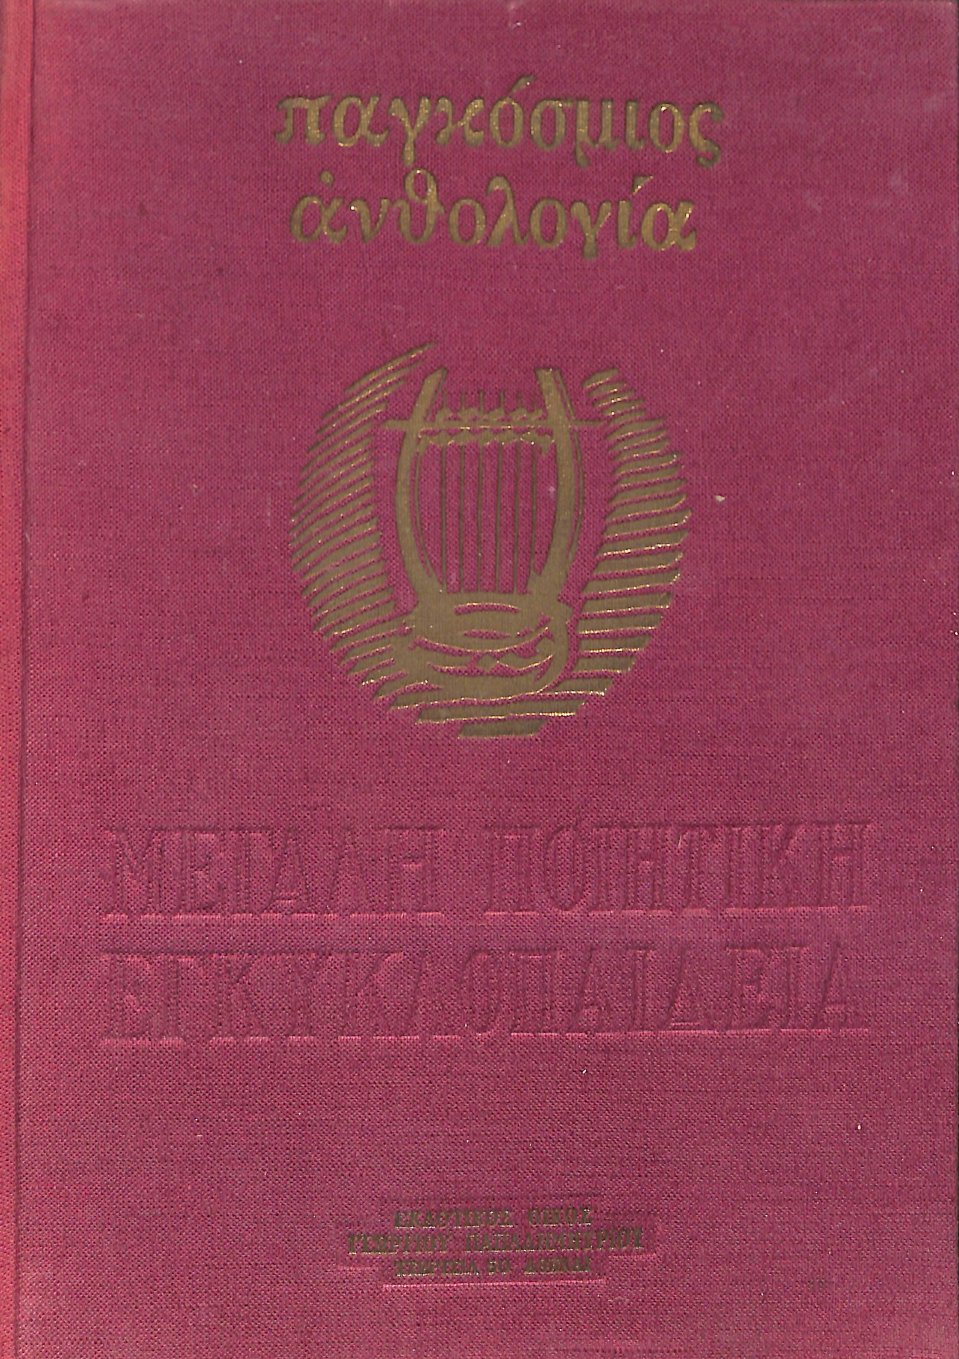 παγκόσμιος
ἀνθολογία
ΜΕΓΑΛΗ ΠΟΙΗΤΙΚΗ
ΕΓΚΥΚΛΟΠΑΙΔΕΙΑ
ΕΚΔΟΤΙΚΟΣ ΟΙΚΟΣ
ΓΕΩΡΓΙΟΥ ΠΑΠΑΔΗΜΗΤΡΙΟΥ